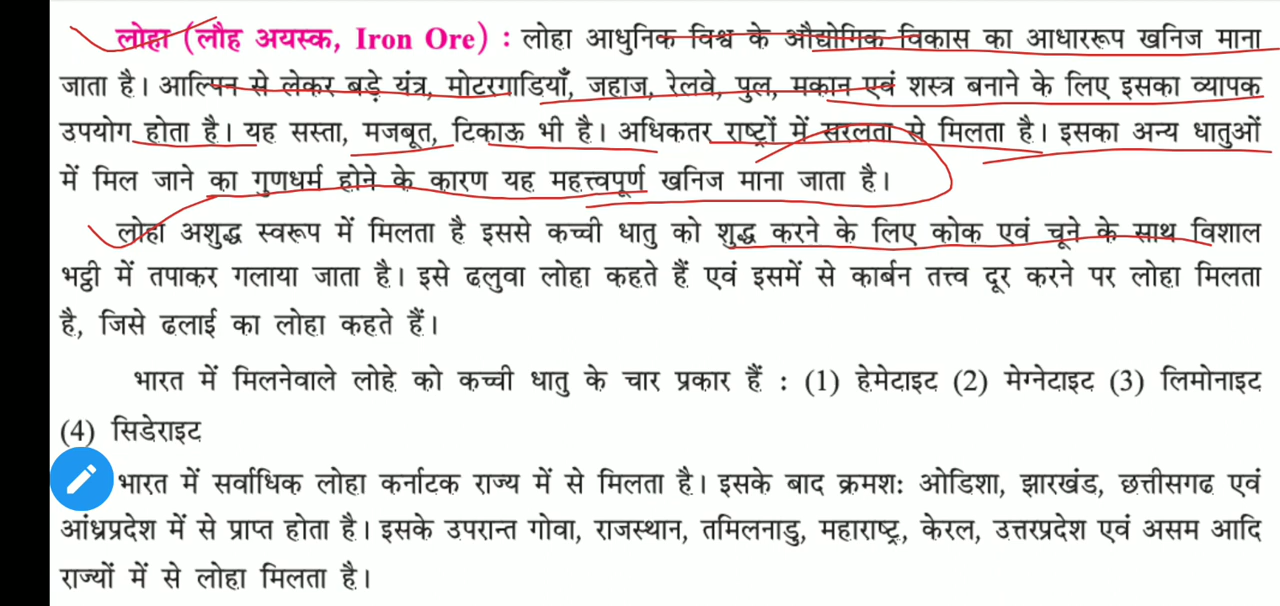 लोहा (लौह अयस्क, Iron Ore) : लोहा आधुनिक विश्व के औद्योगिक विकास का आधाररूप खनिज माना
जाता है। आल्पिन से लेकर बड़े यंत्र, मोटरगाड़ियाँ, जहाज, रेलवे, पुल, मकान एवं शस्त्र बनाने के लिए इसका व्यापक
उपयोग होता है। यह सस्ता, मजबूत, टिकाऊ भी है। अधिकतर राष्ट्रों में सरलता से मिलता है। इसका अन्य धातुओं
में मिल जाने का गुणधर्म होने के कारण यह महत्त्वपूर्ण खनिज माना जाता है।
लोहा अशुद्ध स्वरूप में मिलता है इससे कच्ची धातु को शुद्ध करने के लिए कोक एवं चूने के साथ विशाल
भट्ठी में तपाकर गलाया जाता है। इसे ढलुवा लोहा कहते हैं एवं इसमें से कार्बन तत्त्व दूर करने पर लोहा मिलता
है, जिसे ढलाई का लोहा कहते हैं।
भारत में मिलनेवाले लोहे को कच्ची धातु के चार प्रकार हैं : (1) हेमेटाइट (2) मेग्नेटाइट (3) लिमोनाइट
(4) सिडेराइट
भारत में सर्वाधिक लोहा कर्नाटक राज्य में से मिलता है। इसके बाद क्रमशः ओडिशा, झारखंड, छत्तीसगढ एवं
आंध्रप्रदेश में से प्राप्त होता है। इसके उपरान्त गोवा, राजस्थान, तमिलनाडु, महाराष्ट्र, केरल, उत्तरप्रदेश एवं असम आदि
राज्यों में से लोहा मिलता है।